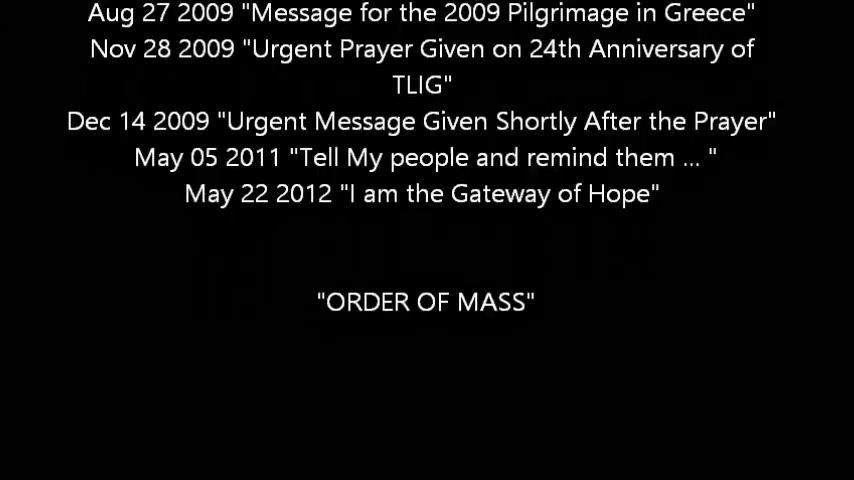 Aug 27 2009 "Message for the 2009 Pilgrimage in Greece"
Nov 28 2009 "Urgent Prayer Given on 24th Anniversary of
TLIG"
Dec 14 2009 "Urgent Message Given Shortly After the Prayer"
May 05 2011 "Tell My people and remind them ... "
May 22 2012 "I am the Gateway of Hope"
"ORDER OF MASS"